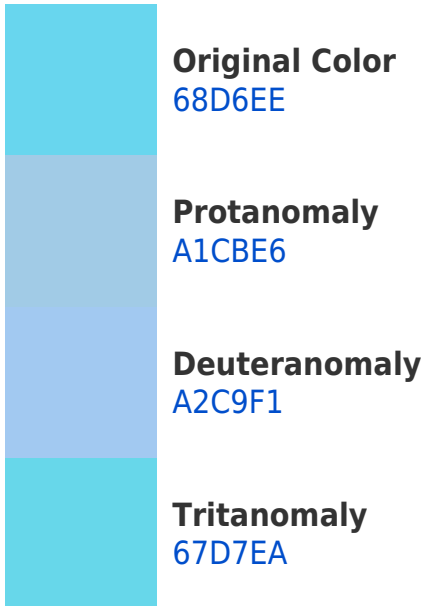 Original Color
68D6EE
Protanomaly
A1CBE6
Deuteranomaly
A2C9F1
Tritanomaly
67D7EA